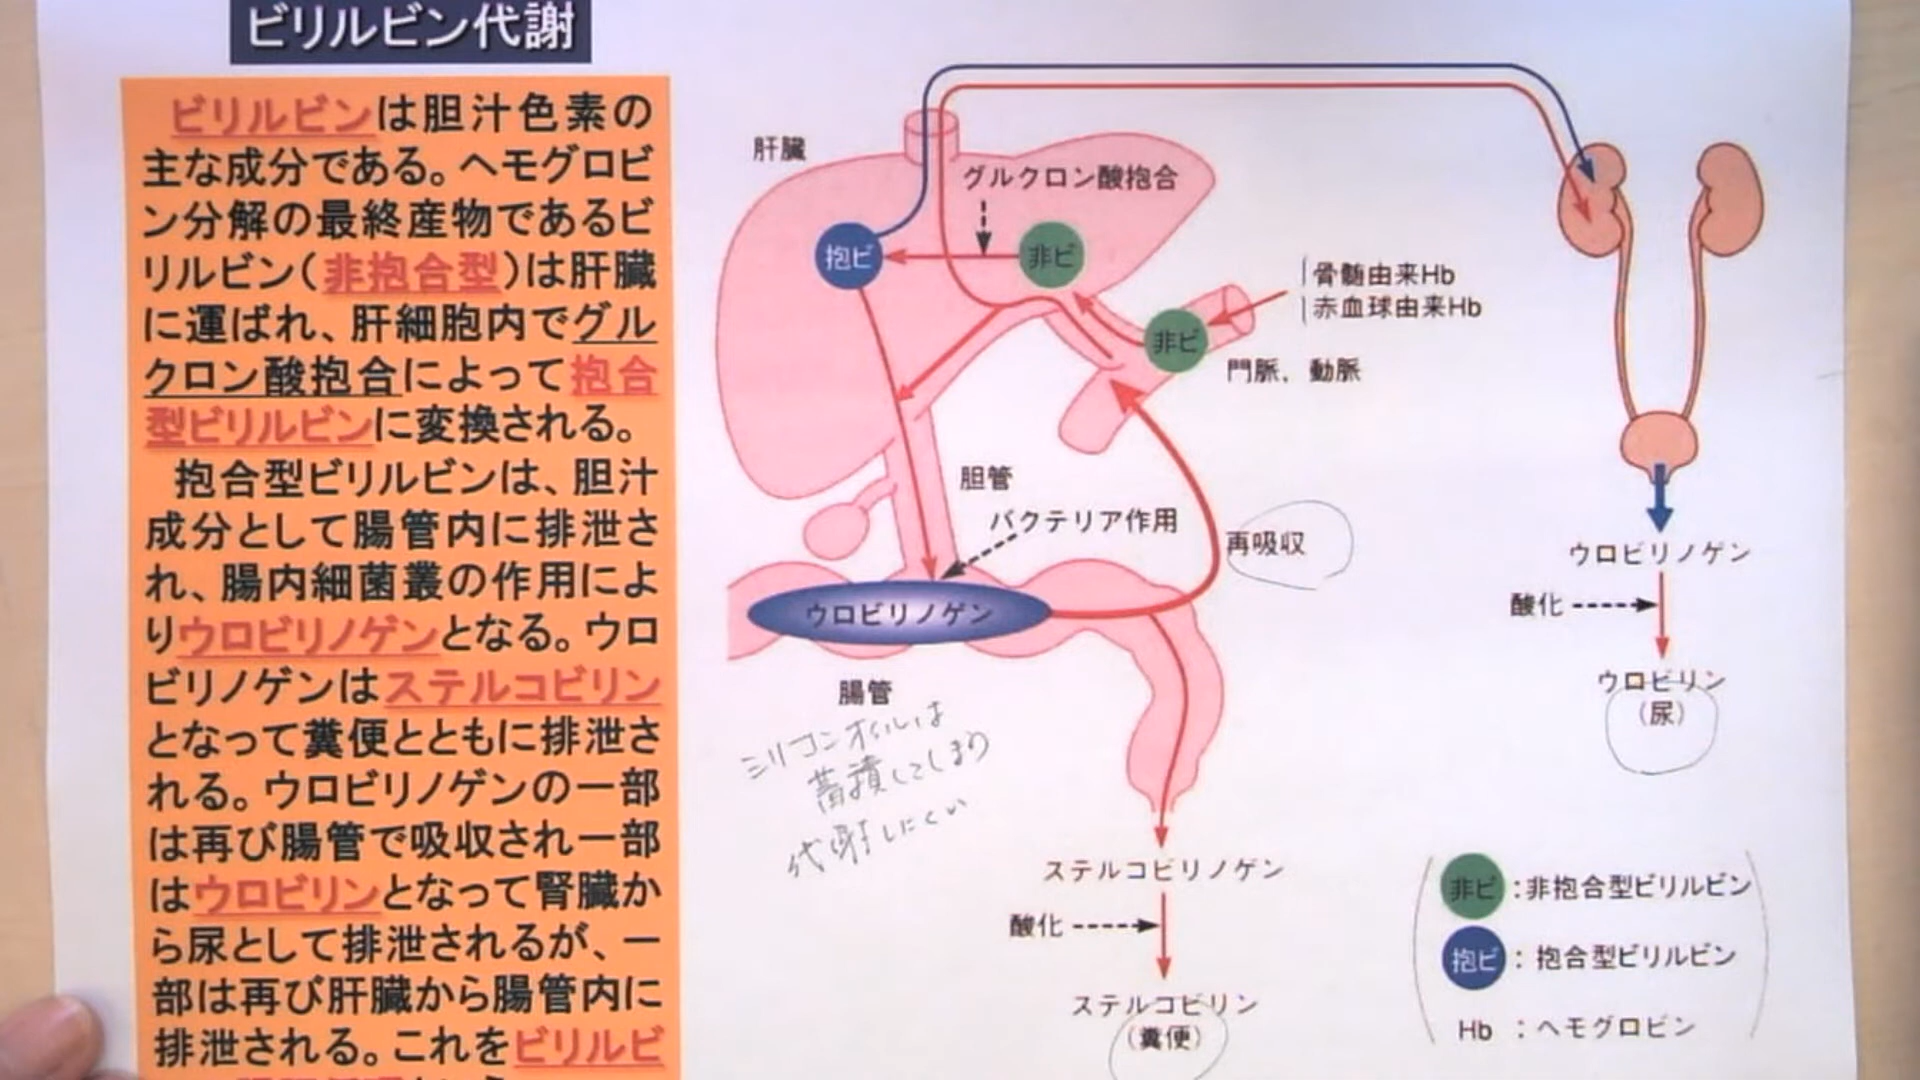 ビリルビン代謝
ビリルビンは胆汁色素の
主な成分である。ヘモグロビ
ン分解の最終産物であるビ
リルビン(非抱合型)は肝臓
に運ばれ、肝細胞内でグル
クロン酸抱合によって抱合
型ビリルビンに変換される。
抱合型ビリルビンは、胆汁
成分として腸管内に排泄さ
れ、腸内細菌叢の作用によ
りウロビリノゲンとなる。ウロ
ビリノゲンはステルコビリン
となって糞便とともに排泄さ
れる。ウロビリノゲンの一部
は再び腸管で吸収され一部
はウロビリンとなって腎臓か
ら尿として排泄されるが、一
部は再び肝臓から腸管内に
排泄される。これをビリルビ
肝臓
グルクロン酸抱合
抱ビ
非ビ
非ビ
骨髄由来Hb
赤血球由来Hb
門脈，動脈
胆管
バクテリア作用
再吸収
ウロビリノゲン
腸管
シリコンオイルは
蓄積してしまう
代謝しにくい
ステルコビリノゲン
酸化
ステルコビリン
(糞便)
ウロビリノゲン
酸化
ウロビリン
(尿)
非ビ：非抱合型ビリルビン
抱ビ：抱合型ビリルビン
Hb ：ヘモグロビン